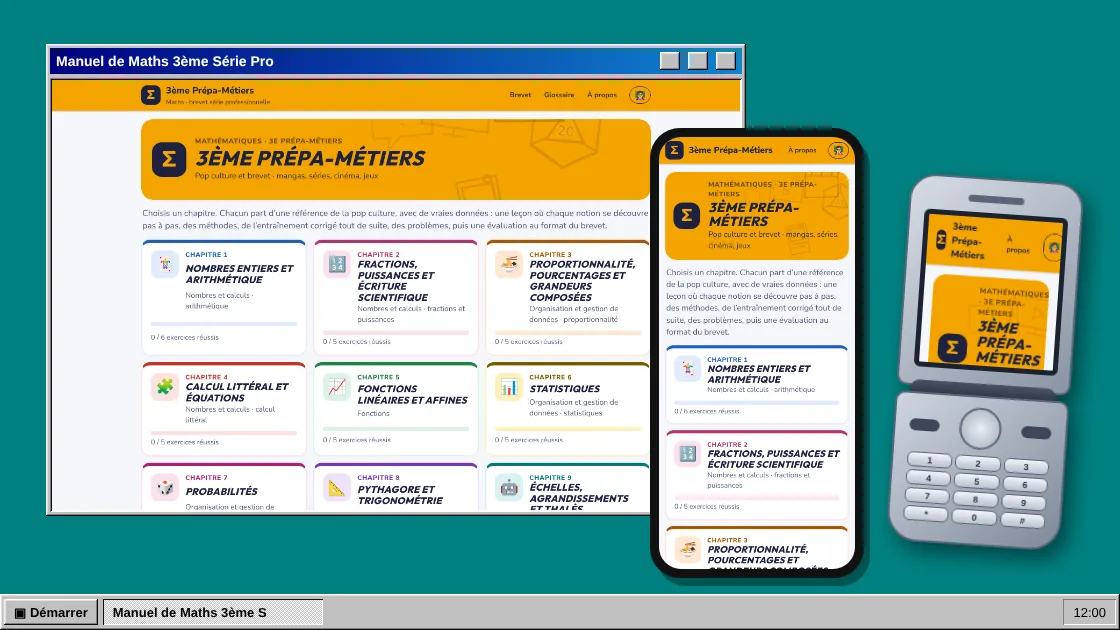 Manuel de Maths 3ème Série Pro
3ème Prépa-Métiers
Maths · brevet série professionnelle
Brevet
Glossaire
À propos
MATHÉMATIQUES · 3E PRÉPA-MÉTIERS
3ÈME PRÉPA-MÉTIERS
Pop culture et brevet · mangas, séries, cinéma, jeux
Choisis un chapitre. Chacun part d'une référence de la pop culture, avec de vraies données : une leçon où chaque notion se découvre
pas à pas, des méthodes, de l'entraînement corrigé tout de suite, des problèmes, puis une évaluation au format du brevet.
CHAPITRE 1
NOMBRES ENTIERS ET
ARITHMÉTIQUE
Nombres et calculs ·
arithmétique
0 / 6 exercices réussis
CHAPITRE 2
FRACTIONS,
PUISSANCES ET
ÉCRITURE
SCIENTIFIQUE
Nombres et calculs · fractions et
puissances
0 / 5 exercices réussis
CHAPITRE 3
PROPORTIONNALITÉ,
POURCENTAGES ET
GRANDEURS
COMPOSÉES
Organisation et gestion de
données · proportionnalité
0 / 5 exercices réussis
CHAPITRE 4
CALCUL LITTÉRAL ET
ÉQUATIONS
Nombres et calculs · calcul
littéral
0 / 5 exercices réussis
CHAPITRE 5
FONCTIONS
LINÉAIRES ET AFFINES
Fonctions
0 / 5 exercices réussis
CHAPITRE 6
STATISTIQUES
Organisation et gestion de
données · statistiques
0 / 5 exercices réussis
CHAPITRE 7
PROBABILITÉS
Organisation et gestion de
CHAPITRE 8
PYTHAGORE ET
TRIGONOMÉTRIE
CHAPITRE 9
ÉCHELLES,
AGRANDISSEMENTS
ET THALÈS
3ème Prépa-Métiers
À propos
MATHÉMATIQUES · 3E PRÉPA-
MÉTIERS
3ÈME PRÉPA-
MÉTIERS
Pop culture et brevet · mangas, séries,
cinéma, jeux
Choisis un chapitre. Chacun part d'une référence
de la pop culture, avec de vraies données : une
leçon où chaque notion se découvre pas à pas,
des méthodes, de l'entraînement corrigé tout de
suite, des problèmes, puis une évaluation au
format du brevet.
CHAPITRE 1
NOMBRES ENTIERS ET
ARITHMÉTIQUE
Nombres et calculs · arithmétique
0 / 6 exercices réussis
CHAPITRE 2
FRACTIONS, PUISSANCES ET
ÉCRITURE SCIENTIFIQUE
Nombres et calculs · fractions et
puissances
0 / 5 exercices réussis
CHAPITRE 3
PROPORTIONNALITÉ,
POURCENTAGES ET
GRANDEURS COMPOSÉES
3ème
Prépa-
Métiers
À
propos
MATHÉMATIQUES
· 3E PRÉPA-
MÉTIERS
3ÈME
PRÉPA-
MÉTIERS
1 2 3
4 5 6
7 8 9
* 0 #
Démarrer
Manuel de Maths 3ème S
12:00